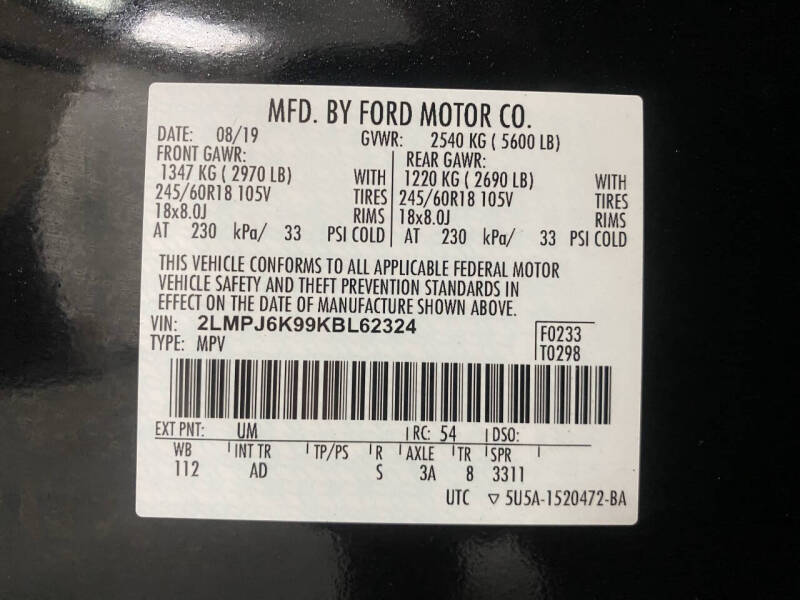 MFD. BY FORD MOTOR CO.
DATE: 08/19 GVWR: 2540 KG ( 5600 LB)
FRONT GAWR: REAR GAWR:
1347 KG ( 2970 LB) WITH 1220 KG ( 2690 LB) WITH
245/60R18 105V TIRES 245/60R18 105V TIRES
18x8.0J RIMS 18x8.0J RIMS
AT 230 kPa/ 33 PSI COLD AT 230 kPa/ 33 PSI COLD
THIS VEHICLE CONFORMS TO ALL APPLICABLE FEDERAL MOTOR
VEHICLE SAFETY AND THEFT PREVENTION STANDARDS IN
EFFECT ON THE DATE OF MANUFACTURE SHOWN ABOVE.
VIN: 2LMPJ6K99KBL62324 F0233
TYPE: MPV T0298
EXT PNT: UM RC: 54 DSO:
WB INT TR TP/PS R AXLE TR SPR
112 AD S 3A 8 3311
UTC ▽ 5U5A-1520472-BA